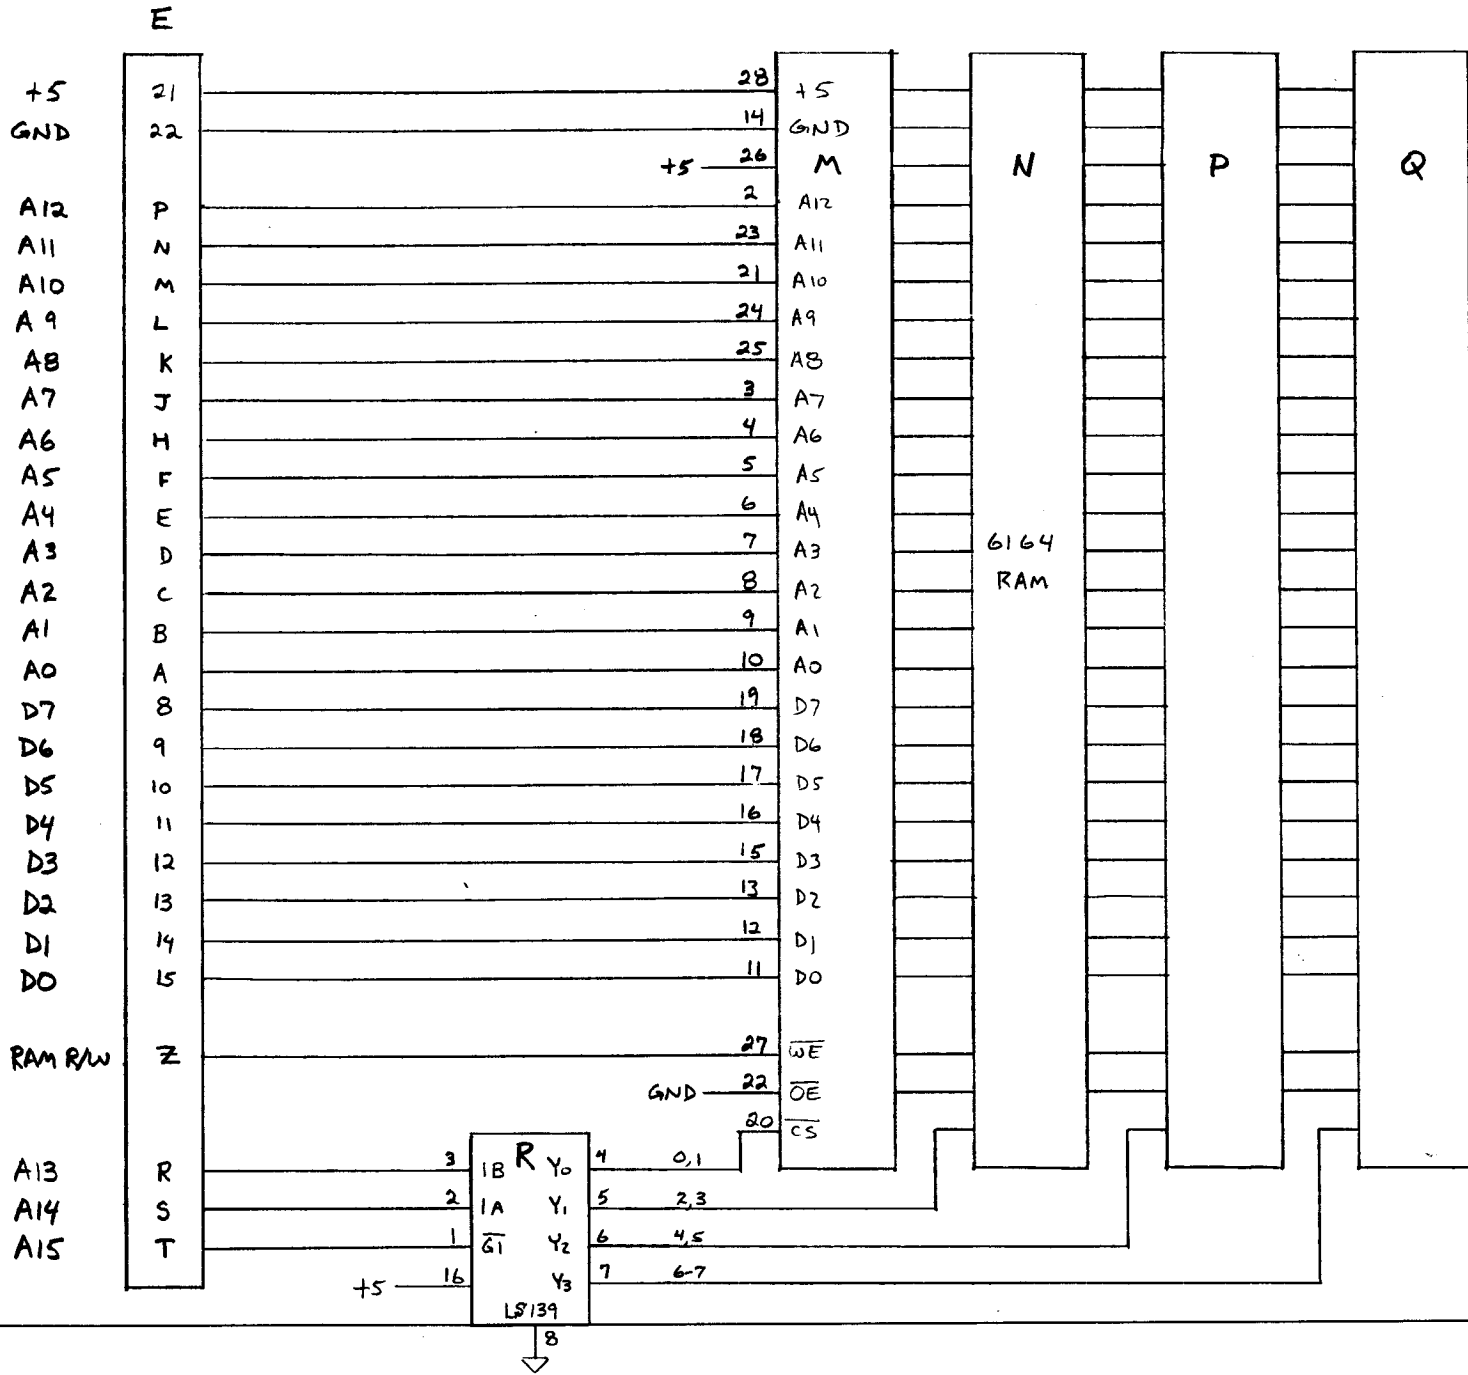 E
+5 21 28 +5
GND 22 14 GND
+5 26 M N P Q
A12 P 2 A12
A11 N 23 A11
A10 M 21 A10
A9 L 24 A9
A8 K 25 A8
A7 J 3 A7
A6 H 4 A6
A5 F 5 A5
A4 E 6 A4
A3 D 7 A3 6164
A2 C 8 A2 RAM
A1 B 9 A1
A0 A 10 A0
D7 8 19 D7
D6 9 18 D6
D5 10 17 D5
D4 11 16 D4
D3 12 15 D3
D2 13 13 D2
D1 14 12 D1
D0 15 11 D0
RAM R/W Z 27 WE
GND 22 OE
20 CS
A13 R 3 1B R Y0 4 0,1
A14 S 2 1A Y1 5 2,3
A15 T 1 G1 Y2 6 4,5
+5 16 Y3 7 6-7
LS139
8